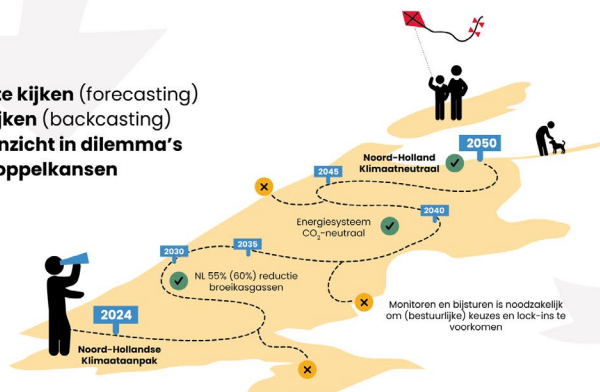 te kijken (forecasting)
jken (backcasting)
nzicht in dilemma's
oppelkansen
2050
Noord-Holland
Klimaatneutraal
2045
2040
Energiesysteem
CO₂-neutraal
2035
2030
NL 55% (60%) reductie
broeikasgassen
Monitoren en bijsturen is noodzakelijk
om (bestuurlijke) keuzes en lock-ins te
voorkomen
2024
Noord-Hollandse
Klimaataanpak